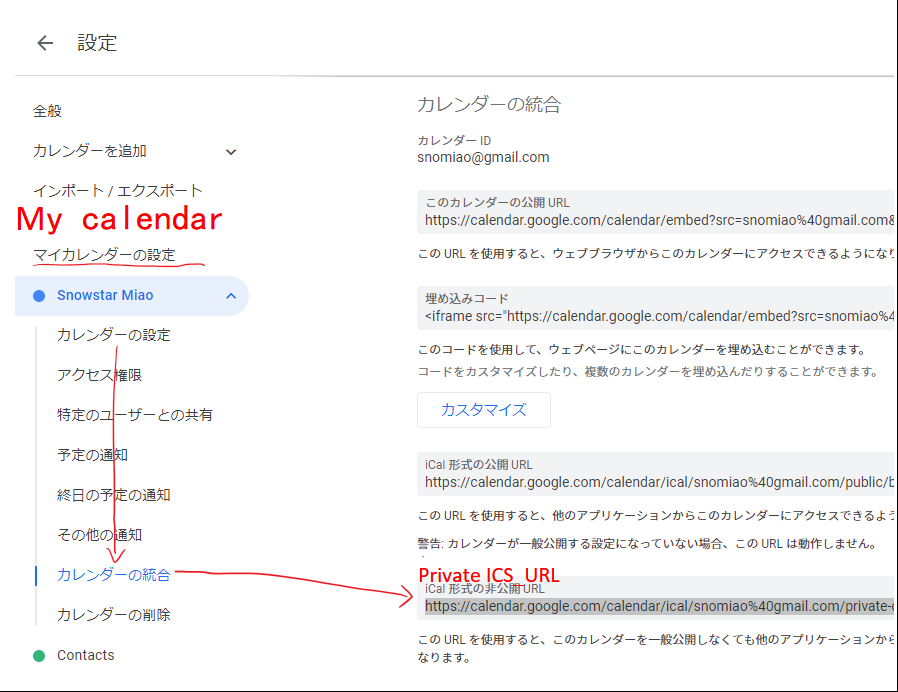 設定
全般
カレンダーを追加
インポート / エクスポート
My calendar
マイカレンダーの設定
Snowstar Miao
カレンダーの設定
アクセス権限
特定のユーザーとの共有
予定の通知
終日の予定の通知
その他の通知
カレンダーの統合
カレンダーの削除
Contacts
カレンダーの統合
カレンダー ID
snomiao@gmail.com
このカレンダーの公開 URL
https://calendar.google.com/calendar/embed?src=snomiao%40gmail.com&
この URL を使用すると、ウェブブラウザからこのカレンダーにアクセスできるようになり
埋め込みコード
<iframe src="https://calendar.google.com/calendar/embed?src=snomiao%4
このコードを使用して、ウェブページにこのカレンダーを埋め込むことができます。
コードをカスタマイズしたり、複数のカレンダーを埋め込んだりすることができます。
カスタマイズ
iCal 形式の公開 URL
https://calendar.google.com/calendar/ical/snomiao%40gmail.com/public/b
この URL を使用すると、他のアプリケーションからこのカレンダーにアクセスできるよう
警告: カレンダーが一般公開する設定になっていない場合、この URL は動作しません。
Private ICS URL
iCal 形式の非公開 URL
https://calendar.google.com/calendar/ical/snomiao%40gmail.com/private-
この URL を使用すると、このカレンダーを一般公開しなくても他のアプリケーションから
なります。